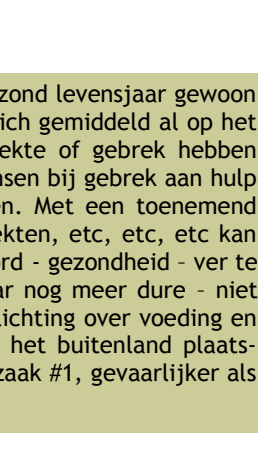 zond levensjaar gewoon
ich gemiddeld al op het
ekte of gebrek hebben
nsen bij gebrek aan hulp
en. Met een toenemend
ekten, etc, etc, etc kan
rd - gezondheid – ver te
ar nog meer dure – niet
lichting over voeding en
het buitenland plaats-
zaak #1, gevaarlijker als